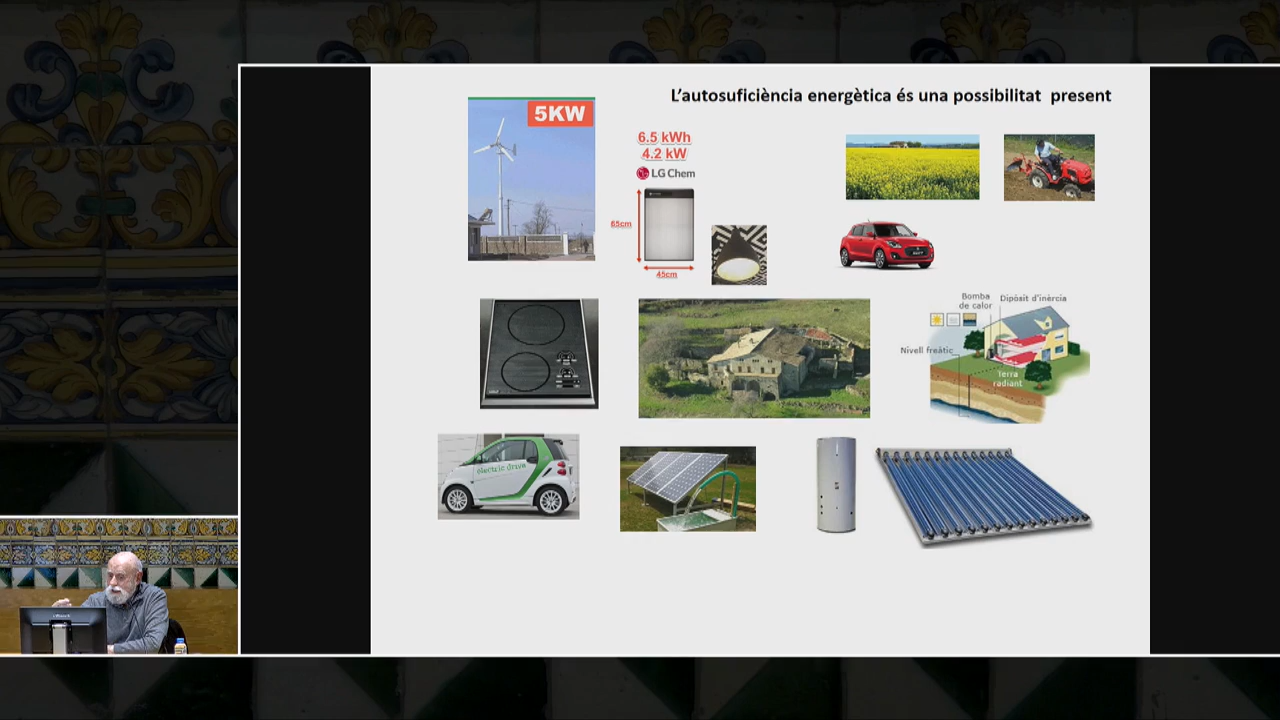 L'autosuficiència energètica és una possibilitat present
5KW
6.5 kWh
4.2 kW
LG Chem
65cm
45cm
Bomba
de calor
Dipòsit d'inèrcia
Nivell freàtic
Terra
radiant
electric drive